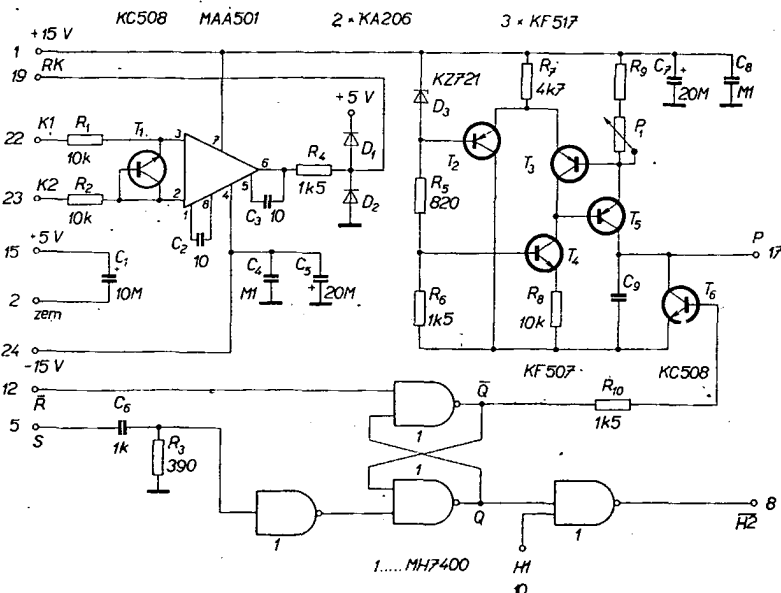 KC508 MAA501 2 × KA206 3 × KF517
1 +15 V
19 RK
22 K1 R1 10k T1
3 7 6 2 1 8 4 5
23 K2 R2 10k
C2 10
C3 10
R4 1k5
+5 V
D1
D2
15 +5 V
C1 + 10M
2 zem
C4 M1
C5 + 20M
24 -15 V
KZ721
D3
R7 4k7
R9
P1
C7 + 20M
C8 M1
T2
T3
R5 820
T5
T4
P 17
R6 1k5
R8 10k
C9
T6
KF507 KC508
12 R̄
5 S
C6 1k
R3 390
1
Q̄
R10 1k5
1
Q
1
1
H1 10
8 H̄2̄
1.....MH7400